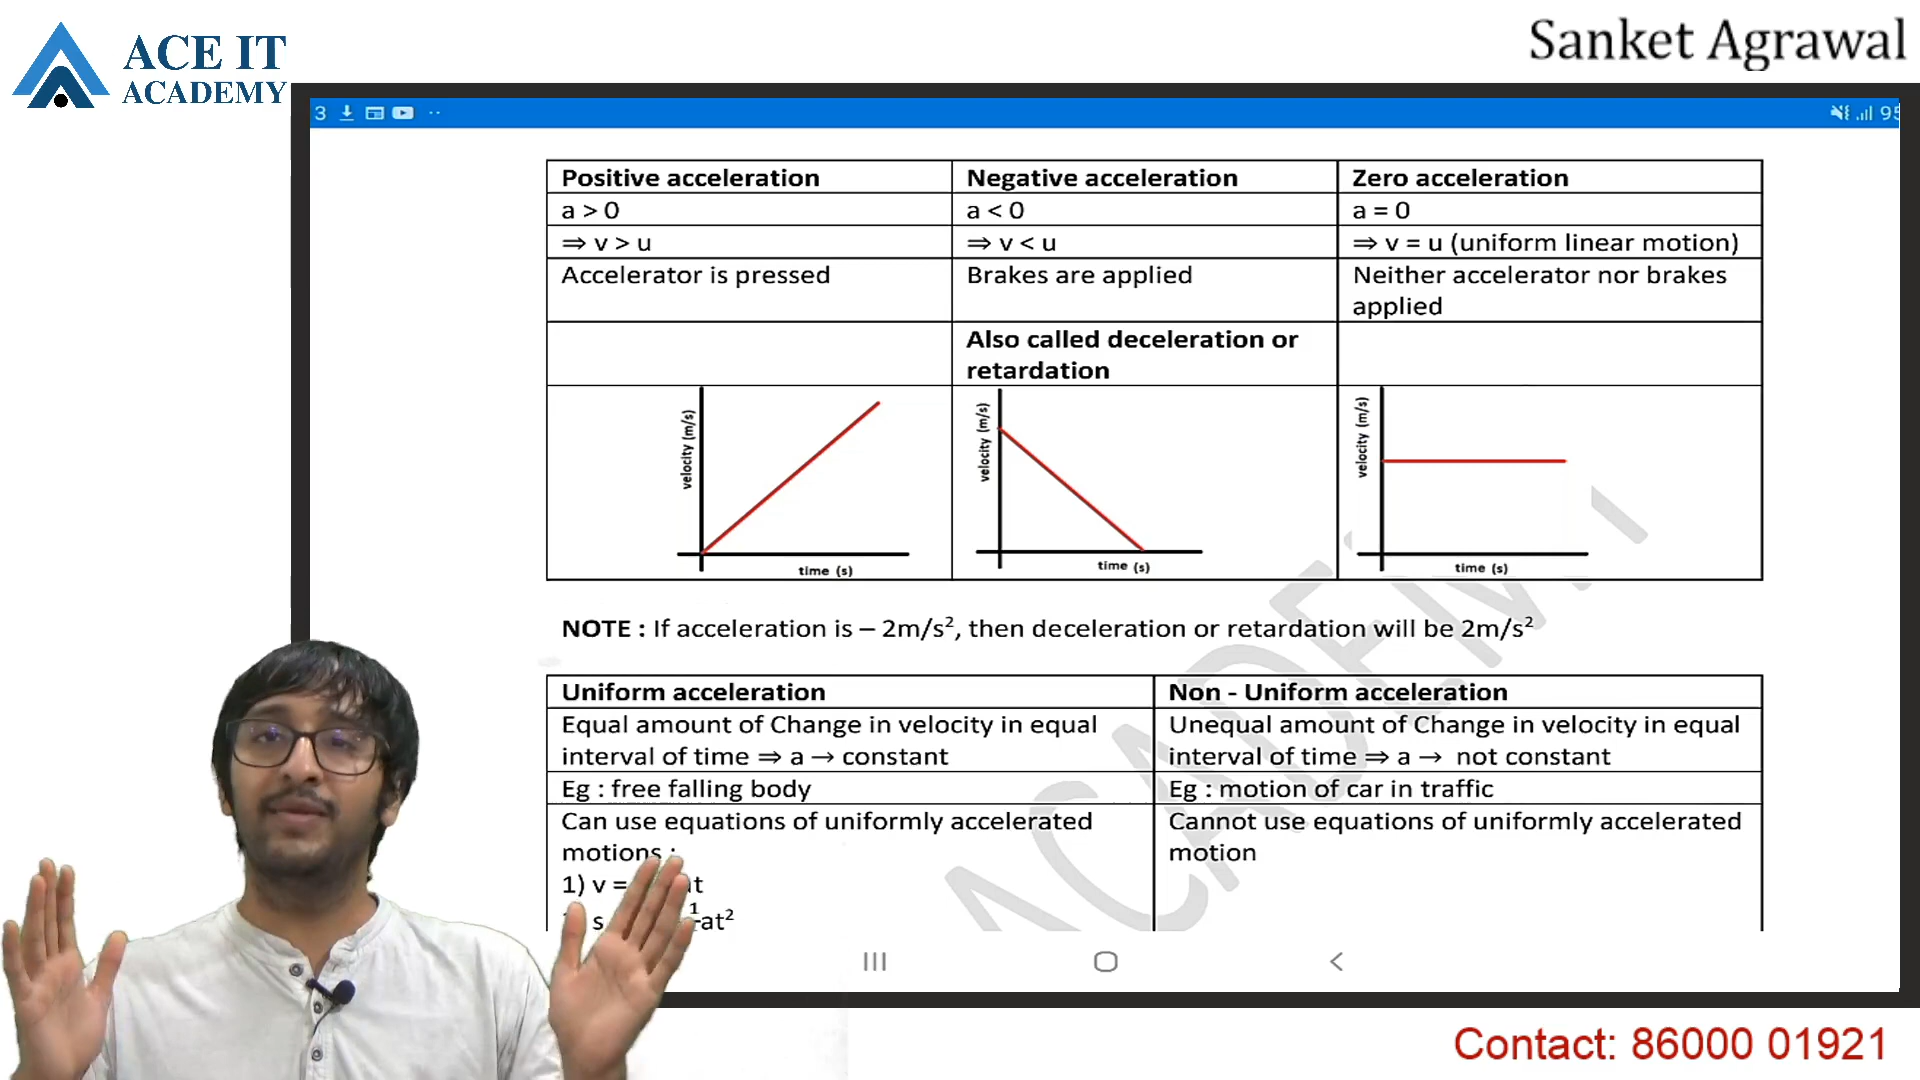 ACE IT
ACADEMY
Sanket Agrawal
3
95
Positive acceleration
Negative acceleration
Zero acceleration
a > 0
a < 0
a = 0
⇒ v > u
⇒ v < u
⇒ v = u (uniform linear motion)
Accelerator is pressed
Brakes are applied
Neither accelerator nor brakes
applied
Also called deceleration or
retardation
velocity (m/s)
time (s)
velocity (m/s)
time (s)
velocity (m/s)
time (s)
NOTE : If acceleration is – 2m/s², then deceleration or retardation will be 2m/s²
Uniform acceleration
Non - Uniform acceleration
Equal amount of Change in velocity in equal
interval of time ⇒ a → constant
Unequal amount of Change in velocity in equal
interval of time ⇒ a → not constant
Eg : free falling body
Eg : motion of car in traffic
Can use equations of uniformly accelerated
motions :
Cannot use equations of uniformly accelerated
motion
1) v = at
s at²
ACADEMY
Contact: 86000 01921